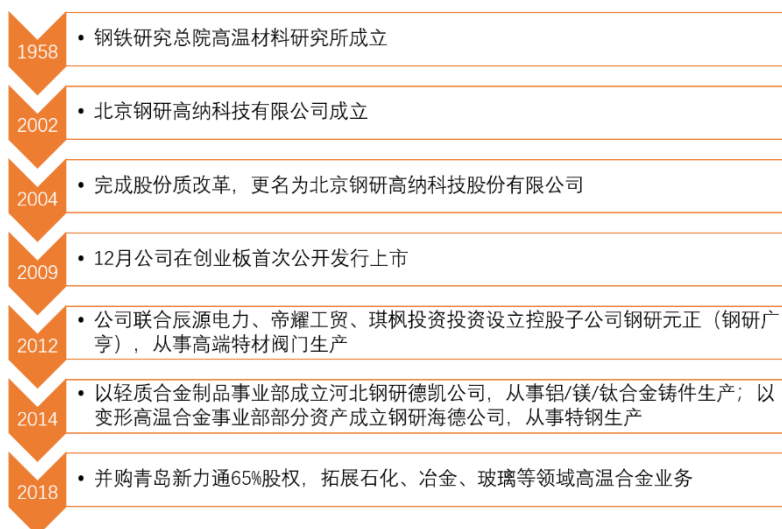 1958
• 钢铁研究总院高温材料研究所成立
2002
• 北京钢研高纳科技有限公司成立
2004
• 完成股份质改革，更名为北京钢研高纳科技股份有限公司
2009
• 12月公司在创业板首次公开发行上市
2012
• 公司联合辰源电力、帝耀工贸、琪枫投资投资设立控股子公司钢研元正（钢研广
亨），从事高端特材阀门生产
2014
• 以轻质合金制品事业部成立河北钢研德凯公司，从事铝/镁/钛合金铸件生产；以
变形高温合金事业部部分资产成立钢研海德公司，从事特钢生产
2018
• 并购青岛新力通65%股权，拓展石化、冶金、玻璃等领域高温合金业务